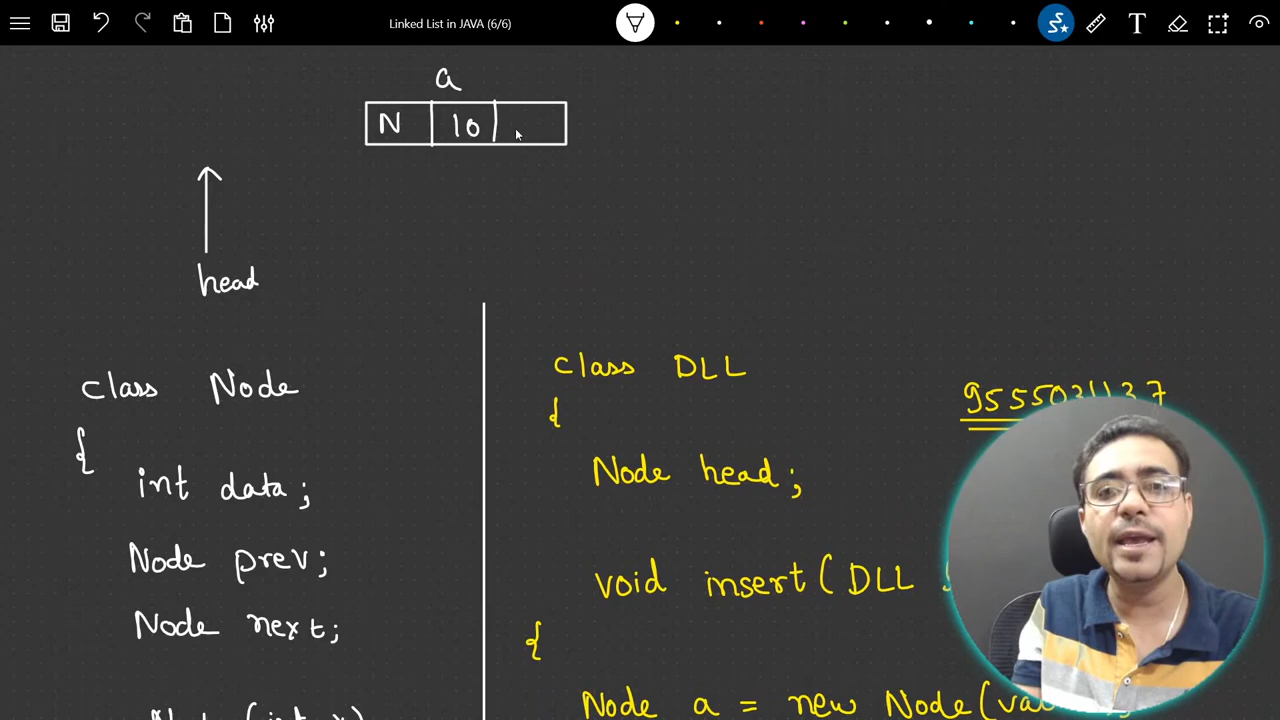 Linked List in JAVA (6/6)
T
a
N 10
head
class Node
{
int data;
Node prev;
Node next;
class DLL
{
Node head;
void insert( DLL
{
Node a = new Node(